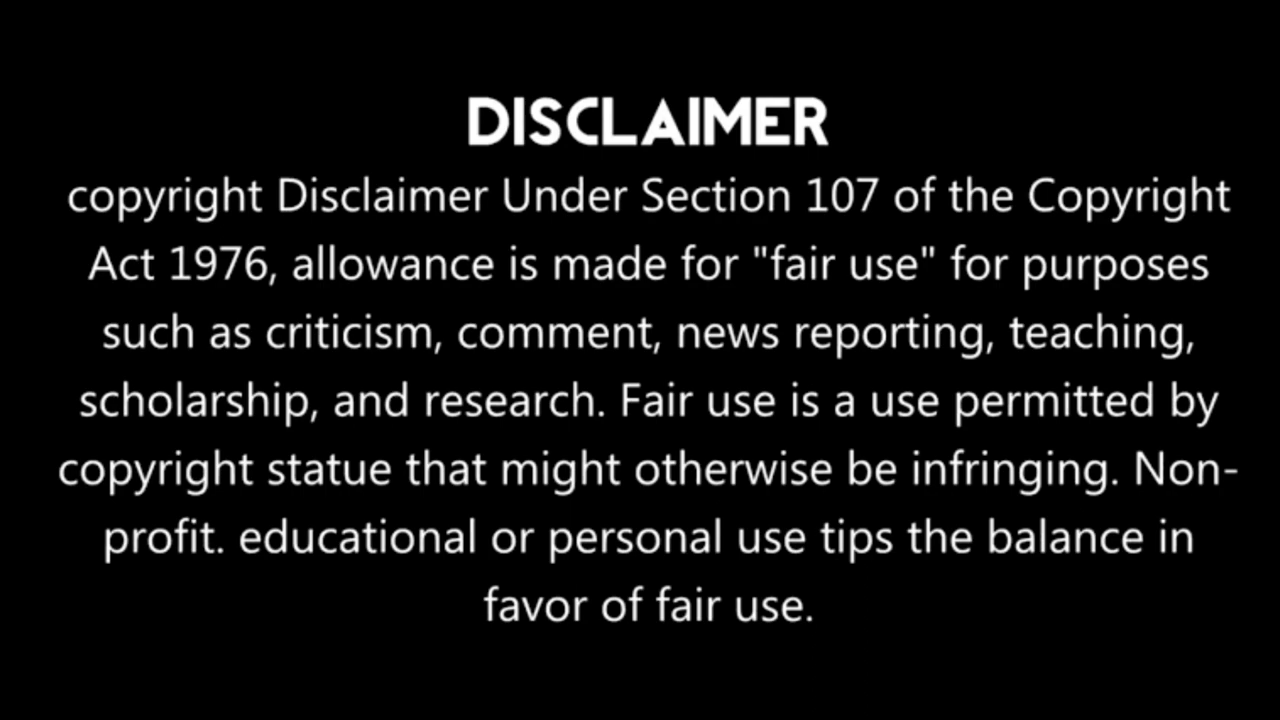 DISCLAIMER
copyright Disclaimer Under Section 107 of the Copyright
Act 1976, allowance is made for "fair use" for purposes
such as criticism, comment, news reporting, teaching,
scholarship, and research. Fair use is a use permitted by
copyright statue that might otherwise be infringing. Non-
profit. educational or personal use tips the balance in
favor of fair use.